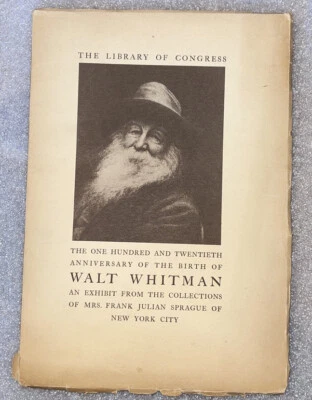 THE LIBRARY OF CONGRESS
THE ONE HUNDRED AND TWENTIETH
ANNIVERSARY OF THE BIRTH OF
WALT WHITMAN
AN EXHIBIT FROM THE COLLECTIONS
OF MRS. FRANK JULIAN SPRAGUE OF
NEW YORK CITY